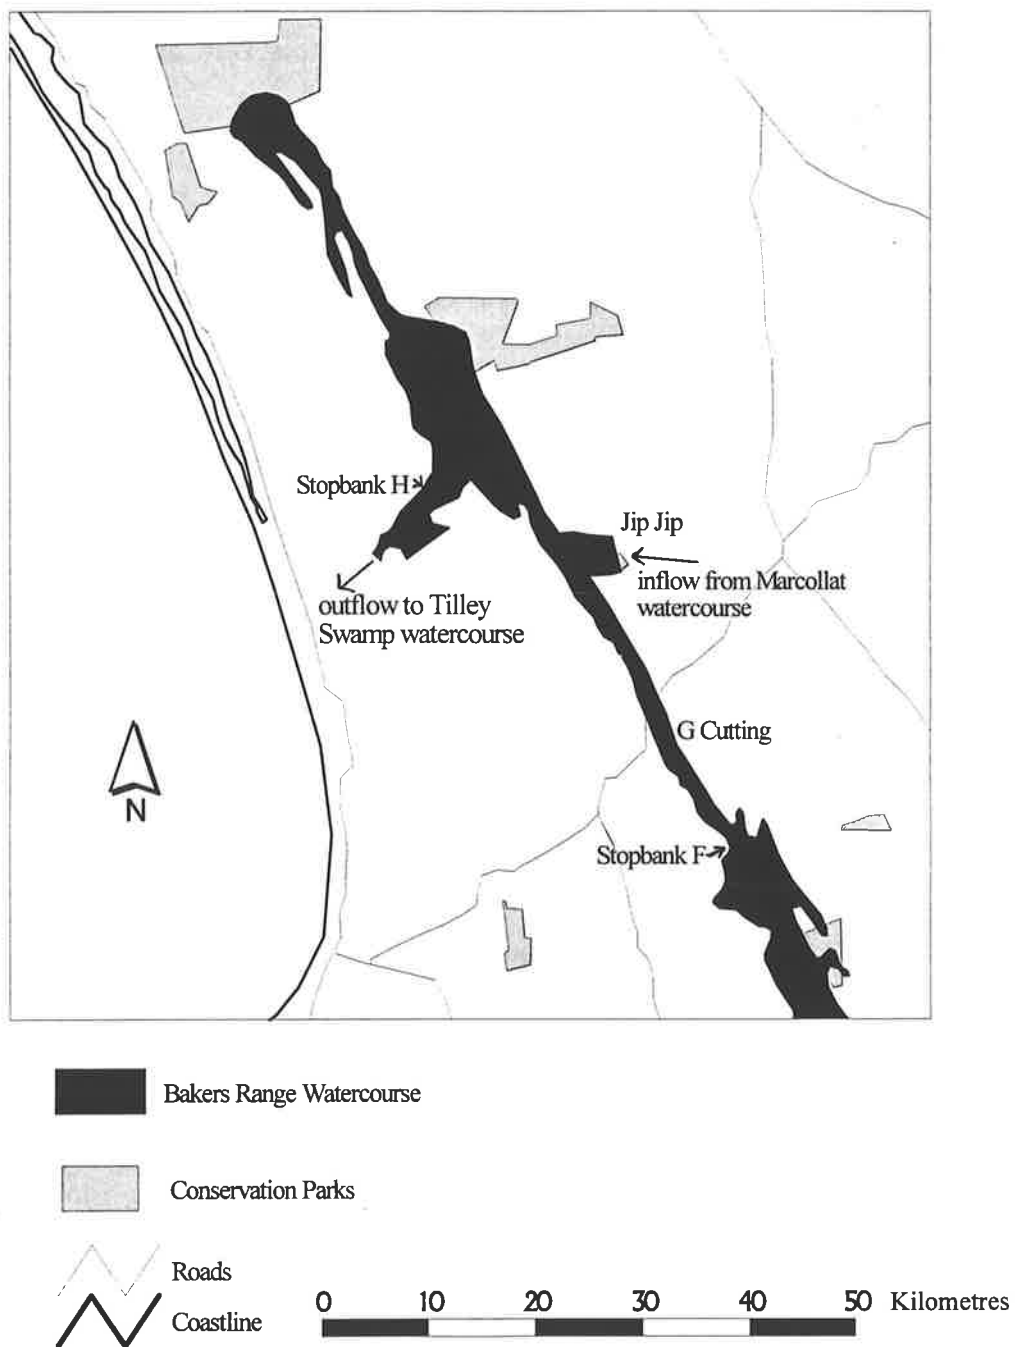 Stopbank H
Jip Jip
inflow from Marcollat
watercourse
outflow to Tilley
Swamp watercourse
G Cutting
N
Stopbank F
Bakers Range Watercourse
Conservation Parks
Roads
Coastline
0 10 20 30 40 50 Kilometres